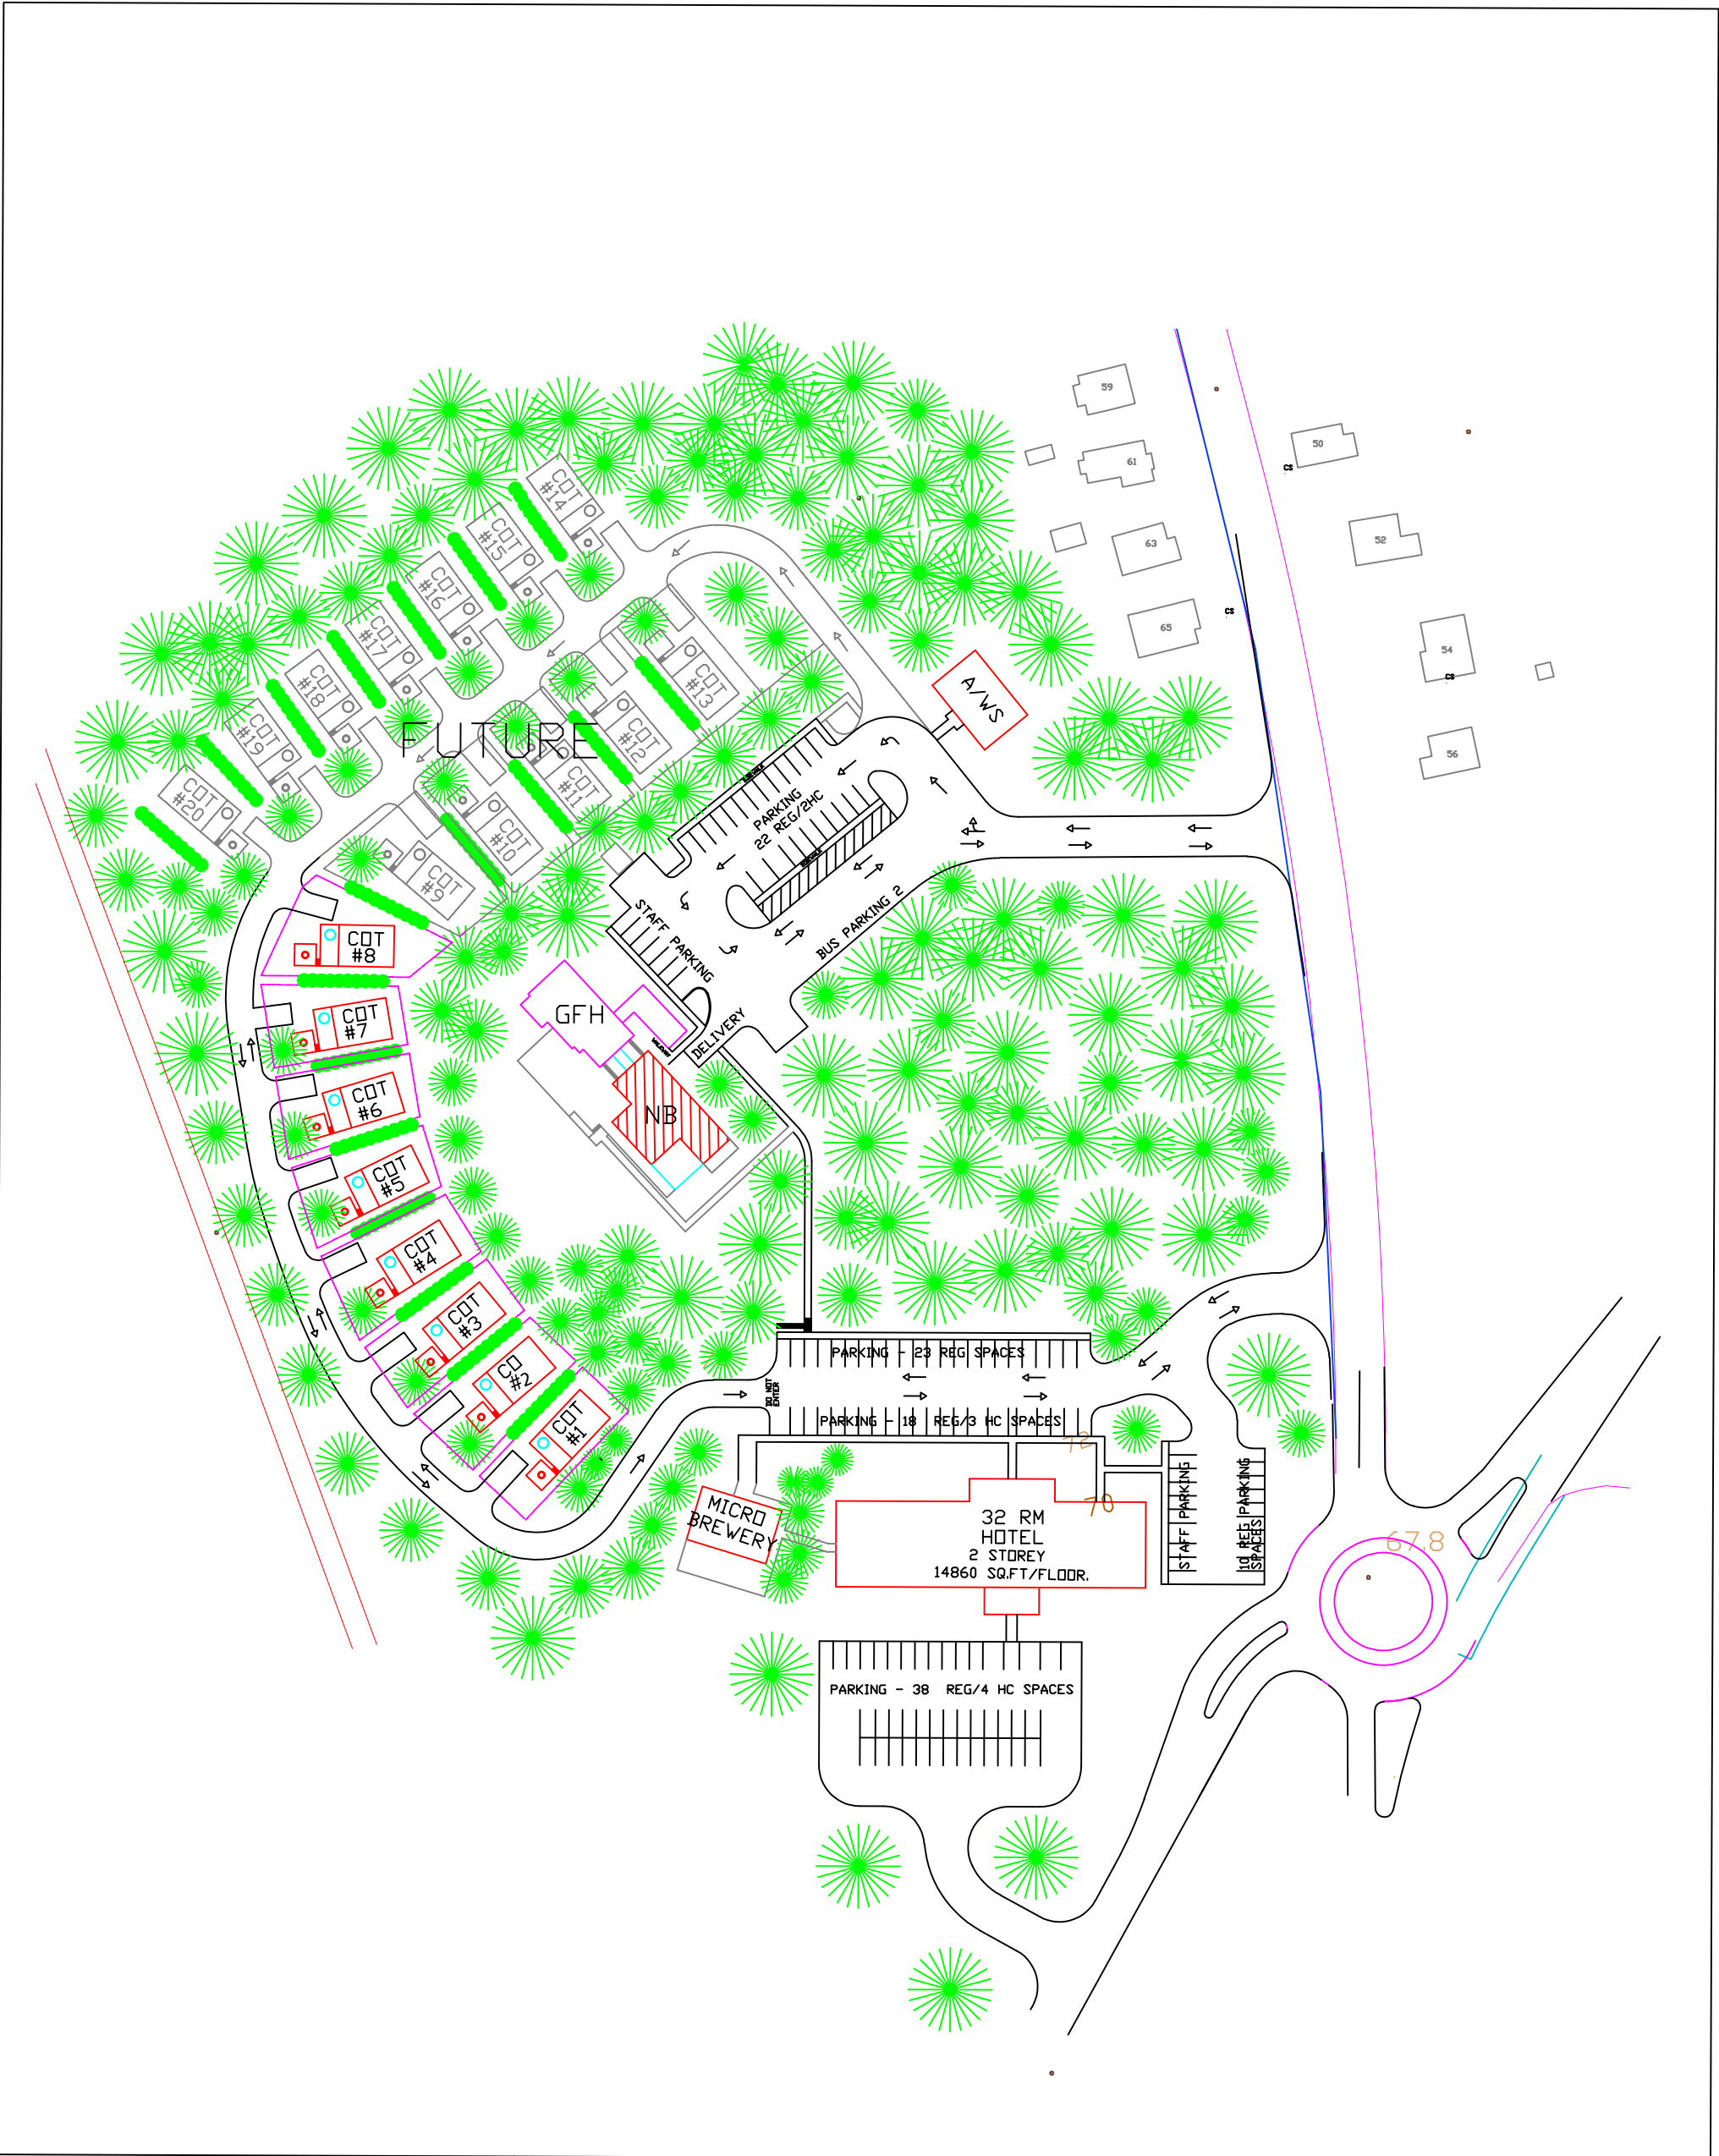 59
50
61
CS
COT
#14
52
COT
#15
63
COT
#16
CS
65
COT
#17
54
CS
COT
#13
COT
#18
A/WS
COT
#19
FUTURE
COT
#12
56
COT
#20
COT
#11
PARKING
22 REG/2HC
COT
#10
COT
#9
STAFF PARKING
BUS PARKING 2
COT
#8
GFH
COT
#7
DELIVERY
COT
#6
NB
COT
#5
COT
#4
COT
#3
PARKING - 23 REG SPACES
CO
#2
DO NOT
ENTER
COT
#1
PARKING - 18 REG/3 HC SPACES
72
STAFF PARKING
10 REG PARKING
SPACES
70
MICRO
BREWERY
32 RM
HOTEL
2 STOREY
14860 SQ.FT/FLOOR.
67.8
PARKING - 38 REG/4 HC SPACES